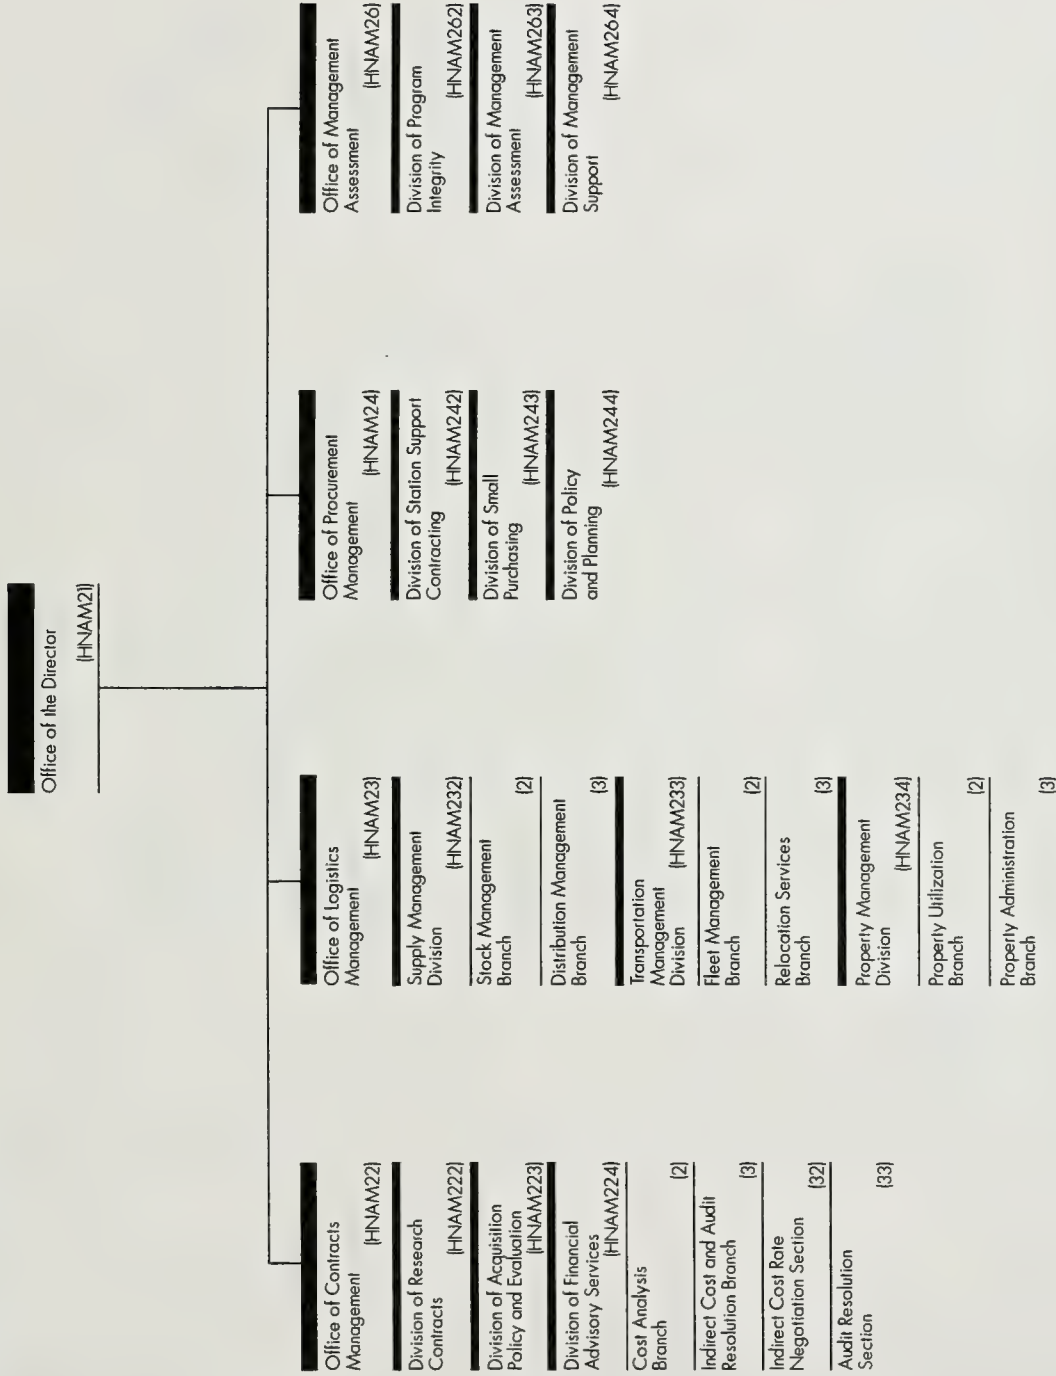 Office of the Director
(HNAM21)
Office of Contracts
Management
(HNAM22)
Division of Research
Contracts
(HNAM222)
Division of Acquisition
Policy and Evaluation
(HNAM223)
Division of Financial
Advisory Services
(HNAM224)
Cost Analysis
Branch
(2)
Indirect Cost and Audit
Resolution Branch
(3)
Indirect Cost Rate
Negotiation Section
(32)
Audit Resolution
Section
(33)
Office of Logistics
Management
(HNAM23)
Supply Management
Division
(HNAM232)
Stock Management
Branch
(2)
Distribution Management
Branch
(3)
Transportation
Management
Division (HNAM233)
Fleet Management
Branch
(2)
Relocation Services
Branch
(3)
Property Management
Division
(HNAM234)
Property Utilization
Branch
(2)
Property Administration
Branch
(3)
Office of Procurement
Management
(HNAM24)
Division of Station Support
Contracting
(HNAM242)
Division of Small
Purchasing
(HNAM243)
Division of Policy
and Planning
(HNAM244)
Office of Management
Assessment
(HNAM26)
Division of Program
Integrity
(HNAM262)
Division of Management
Assessment
(HNAM263)
Division of Management
Support
(HNAM264)